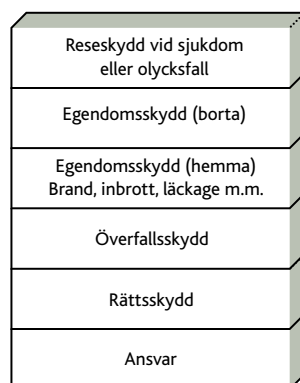 Reseskydd vid sjukdom
eller olycksfall
Egendomsskydd (borta)
Egendomsskydd (hemma)
Brand, inbrott, läckage m.m.
Överfallsskydd
Rättsskydd
Ansvar